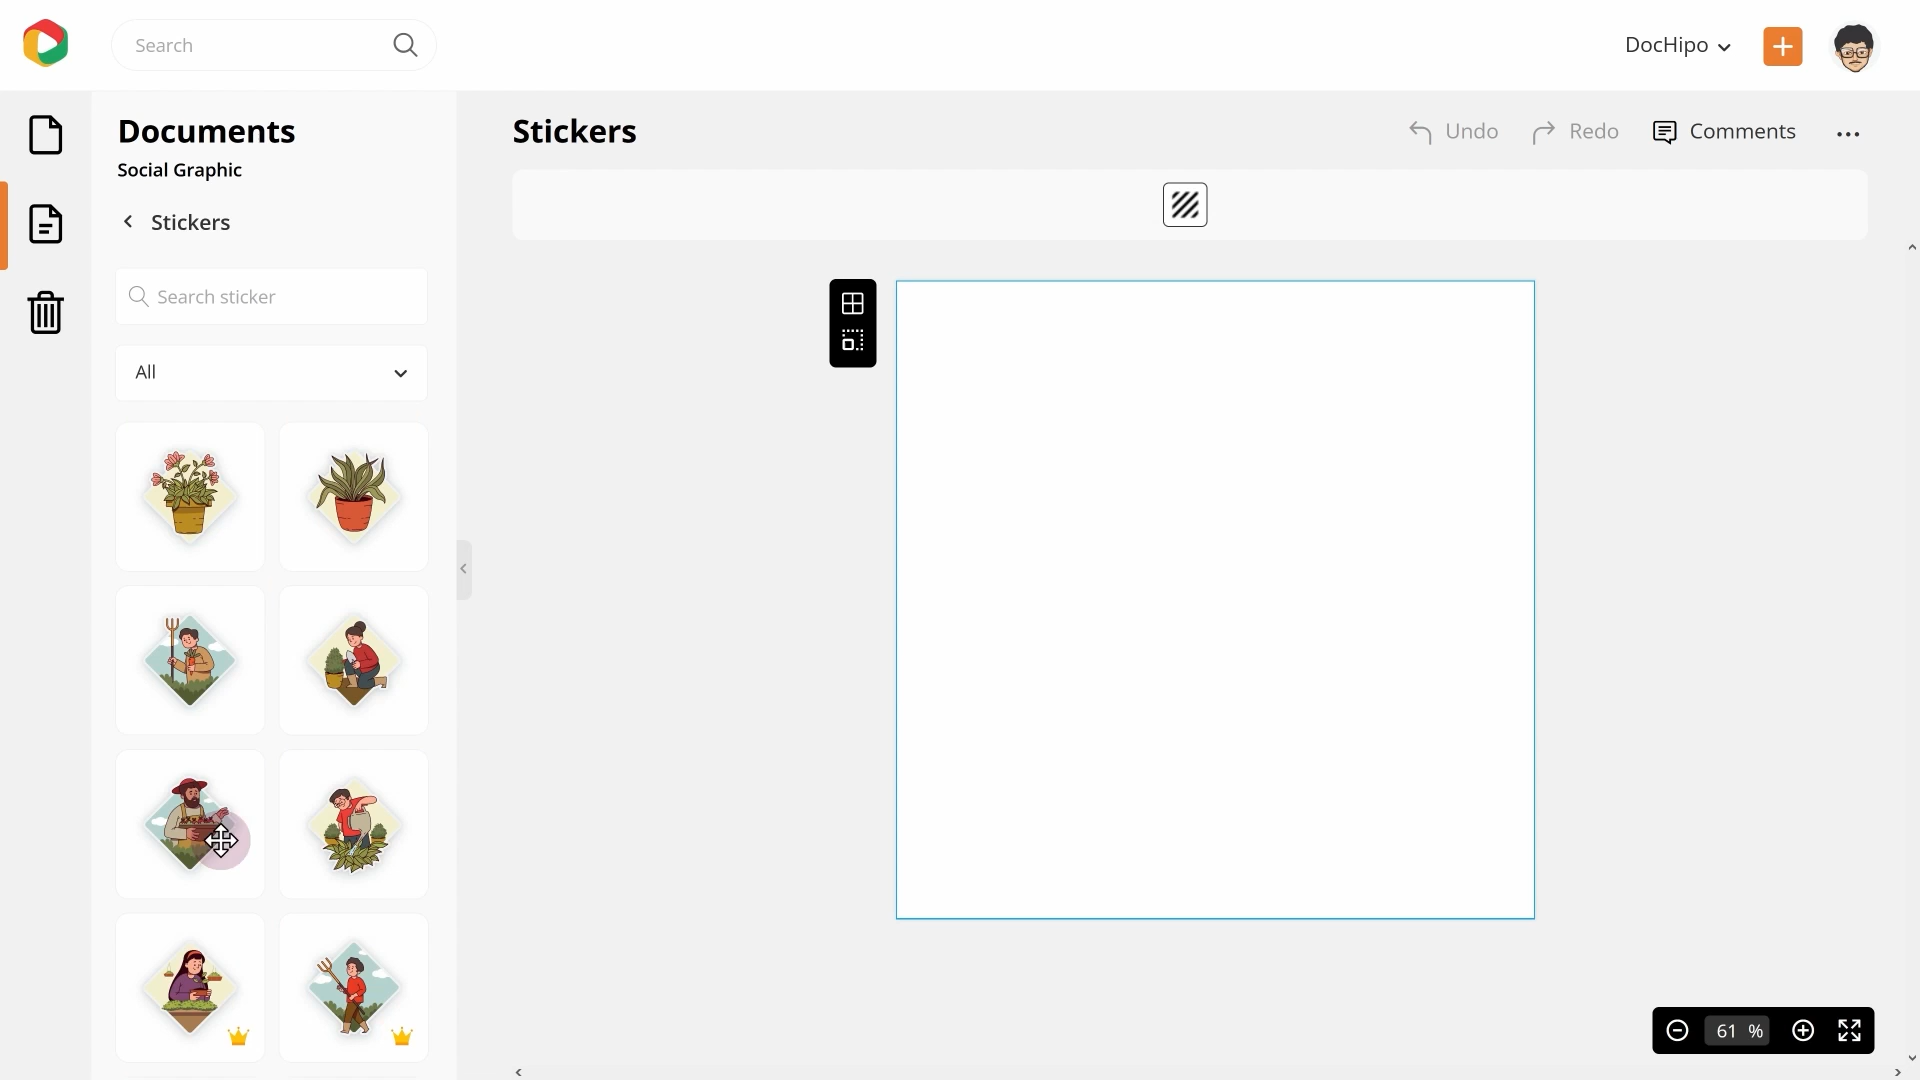 Search
DocHipo
Documents
Social Graphic
Stickers
Search sticker
All
Stickers
Undo
Redo
Comments
61 %